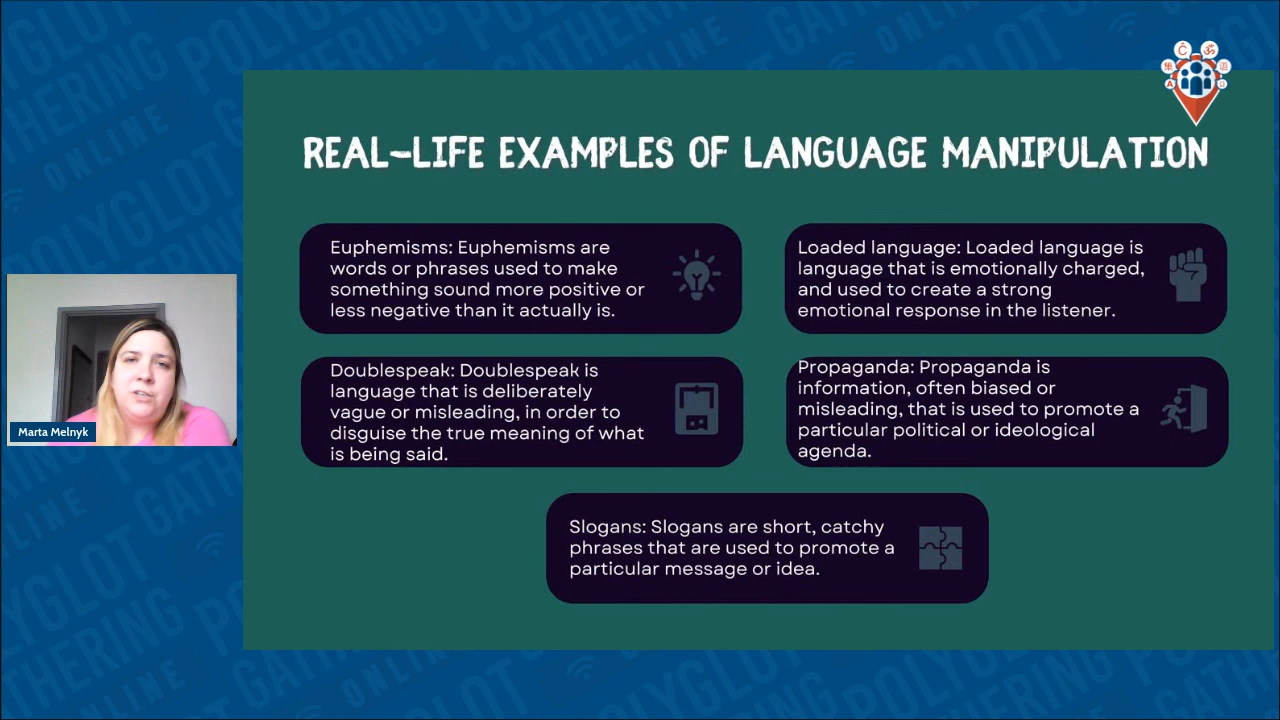 REAL-LIFE EXAMPLES OF LANGUAGE MANIPULATION
Euphemisms: Euphemisms are
words or phrases used to make
something sound more positive or
less negative than it actually is.
Loaded language: Loaded language is
language that is emotionally charged,
and used to create a strong
emotional response in the listener.
Doublespeak: Doublespeak is
language that is deliberately
vague or misleading, in order to
disguise the true meaning of what
is being said.
Propaganda: Propaganda is
information, often biased or
misleading, that is used to promote a
particular political or ideological
agenda.
Slogans: Slogans are short, catchy
phrases that are used to promote a
particular message or idea.
Marta Melnyk
POLYGLOT
GATHERING
ONLINE